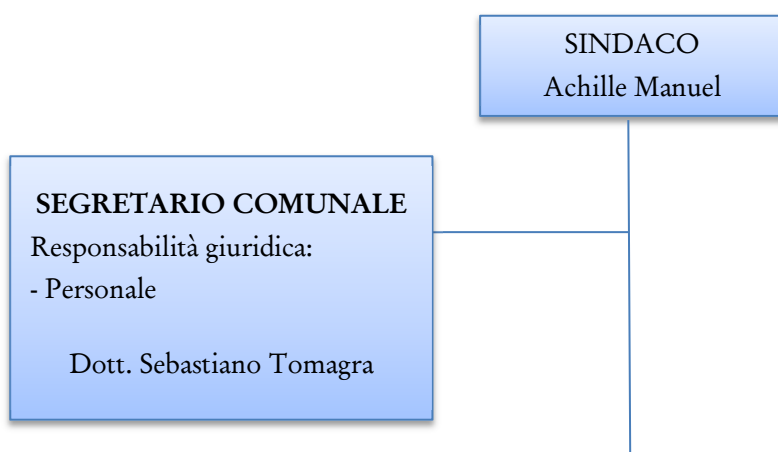 SINDACO
Achille Manuel
SEGRETARIO COMUNALE
Responsabilità giuridica:
- Personale
Dott. Sebastiano Tomagra